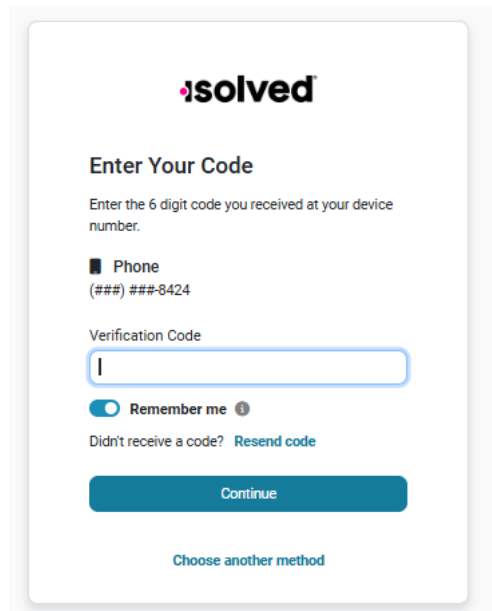 isolved
Enter Your Code
Enter the 6 digit code you received at your device
number.
Phone
(###) ###-8424
Verification Code
Remember me
Didn't receive a code? Resend code
Continue
Choose another method